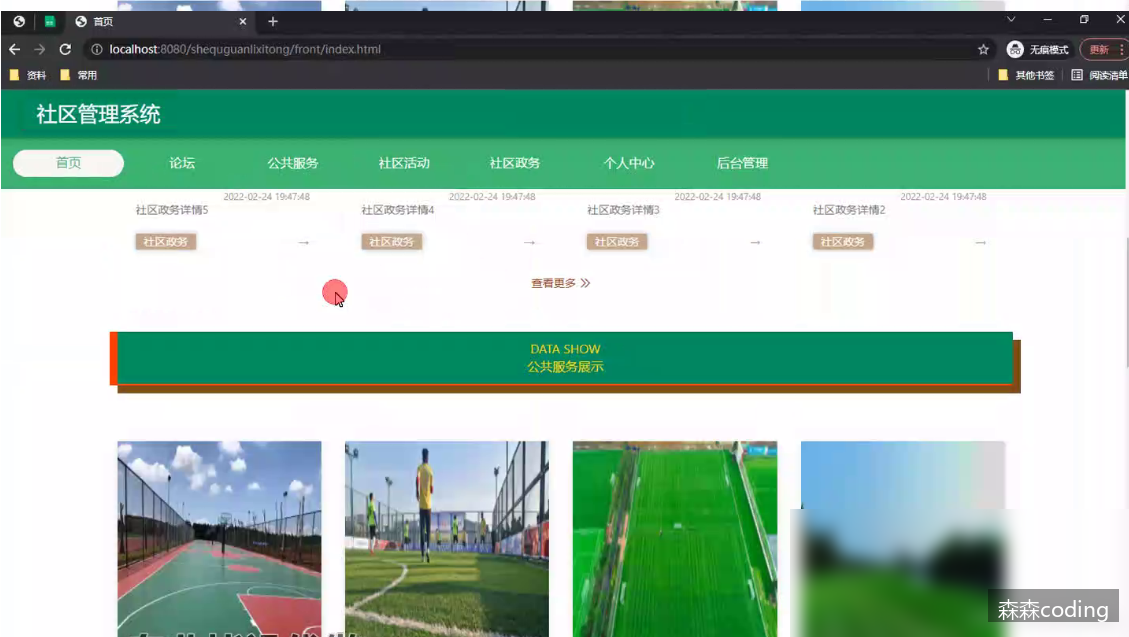 首页
localhost:8080/shequguanlixitong/front/index.html
无痕模式
更新
资料
常用
其他书签
阅读清单
社区管理系统
首页 论坛 公共服务 社区活动 社区政务 个人中心 后台管理
2022-02-24 19:47:48 2022-02-24 19:47:48 2022-02-24 19:47:48 2022-02-24 19:47:48
社区政务详情5 社区政务详情4 社区政务详情3 社区政务详情2
社区政务 → 社区政务 → 社区政务 → 社区政务 →
查看更多
DATA SHOW
公共服务展示
森森coding